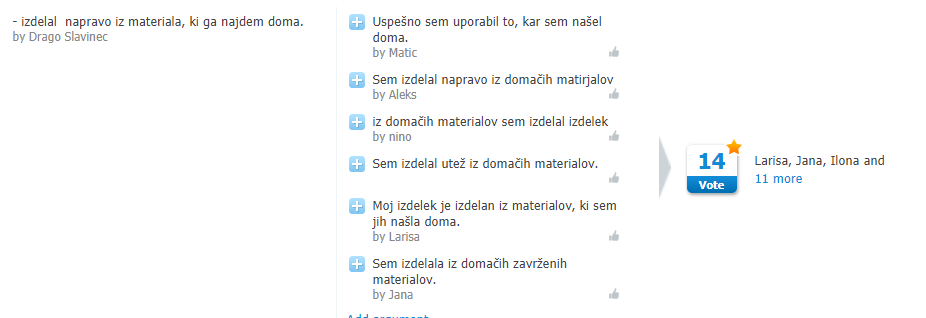 - izdelal  napravo iz materiala, ki ga najdem doma.
by Drago Slavinec
Uspešno sem uporabil to, kar sem našel
doma.
by Matic
Sem izdelal napravo iz domačih matirjalov
by Aleks
iz domačih materialov sem izdelal izdelek
by nino
Sem izdelal utež iz domačih materialov.
Moj izdelek je izdelan iz materialov, ki sem
jih našla doma.
by Larisa
Sem izdelala iz domačih zavrženih
materialov.
by Jana
Add argument
14
Vote
Larisa, Jana, Ilona and
11 more